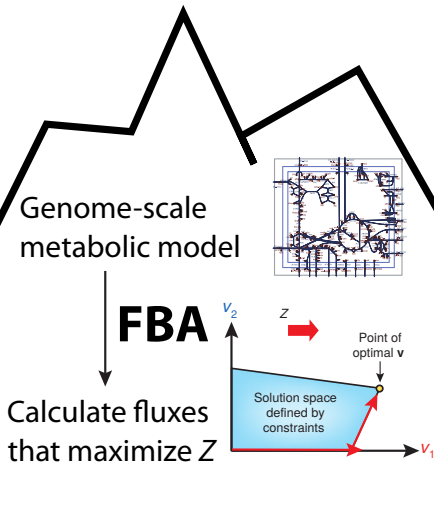 Genome-scale
metabolic model
FBA
Calculate fluxes
that maximize Z
v2
Z
Point of
optimal v
Solution space
defined by
constraints
v1